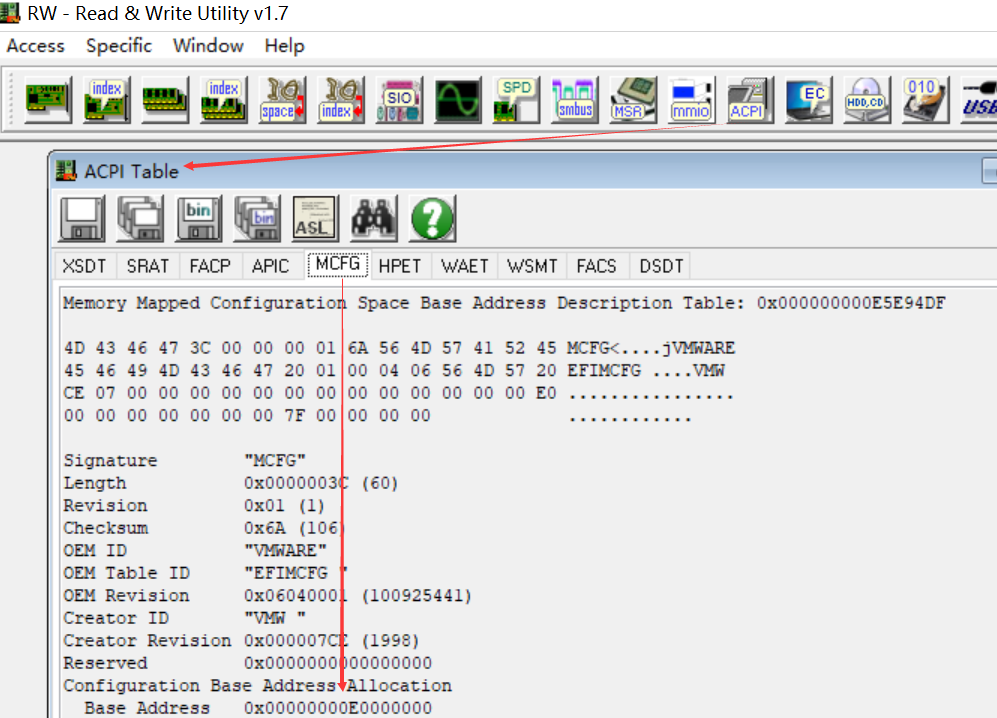 RW - Read & Write Utility v1.7
Access Specific Window Help
index index space index SIO SPD smbus MSR mmio ACPI EC HDD,CD 010 USB
ACPI Table
bin bin ASL ?
XSDT SRAT FACP APIC MCFG HPET WAET WSMT FACS DSDT
Memory Mapped Configuration Space Base Address Description Table: 0x000000000E5E94DF
4D 43 46 47 3C 00 00 00 01 6A 56 4D 57 41 52 45 MCFG<....jVMWARE
45 46 49 4D 43 46 47 20 01 00 04 06 56 4D 57 20 EFIMCFG ....VMW
CE 07 00 00 00 00 00 00 00 00 00 00 00 00 00 E0 ................
00 00 00 00 00 00 00 7F 00 00 00 00 ............
Signature "MCFG"
Length 0x0000003C (60)
Revision 0x01 (1)
Checksum 0x6A (106)
OEM ID "VMWARE"
OEM Table ID "EFIMCFG "
OEM Revision 0x06040001 (100925441)
Creator ID "VMW "
Creator Revision 0x000007CE (1998)
Reserved 0x0000000000000000
Configuration Base Address Allocation
Base Address 0x00000000E0000000